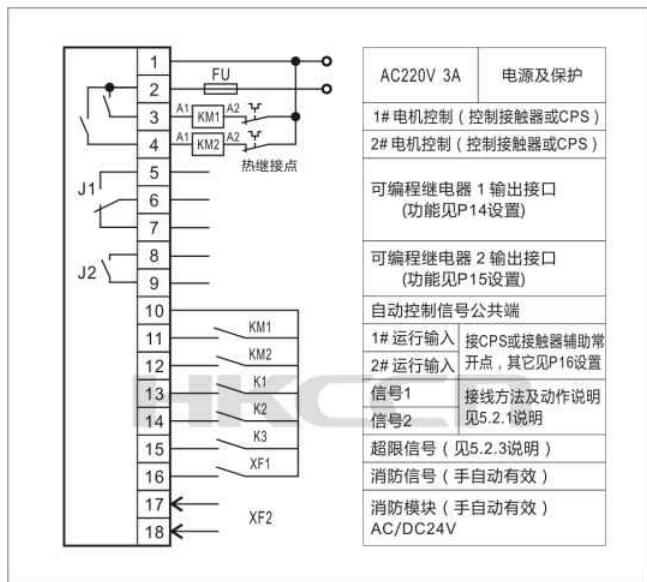 1
2
3
4
5
6
7
8
9
10
11
12
13
14
15
16
17
18
FU
A1 KM1 A2
A1 KM2 A2
热继接点
J1
J2
KM1
KM2
K1
K2
K3
XF1
XF2
HKCCR
AC220V 3A
电源及保护
1# 电机控制（控制接触器或CPS）
2# 电机控制（控制接触器或CPS）
可编程继电器 1 输出接口
(功能见P14设置)
可编程继电器 2 输出接口
(功能见P15设置)
自动控制信号公共端
1# 运行输入
2# 运行输入
接CPS或接触器辅助常
开点，其它见P16设置
信号1
信号2
接线方法及动作说明
见5.2.1说明
超限信号（见5.2.3说明）
消防信号（手自动有效）
消防模块（手自动有效）
AC/DC24V